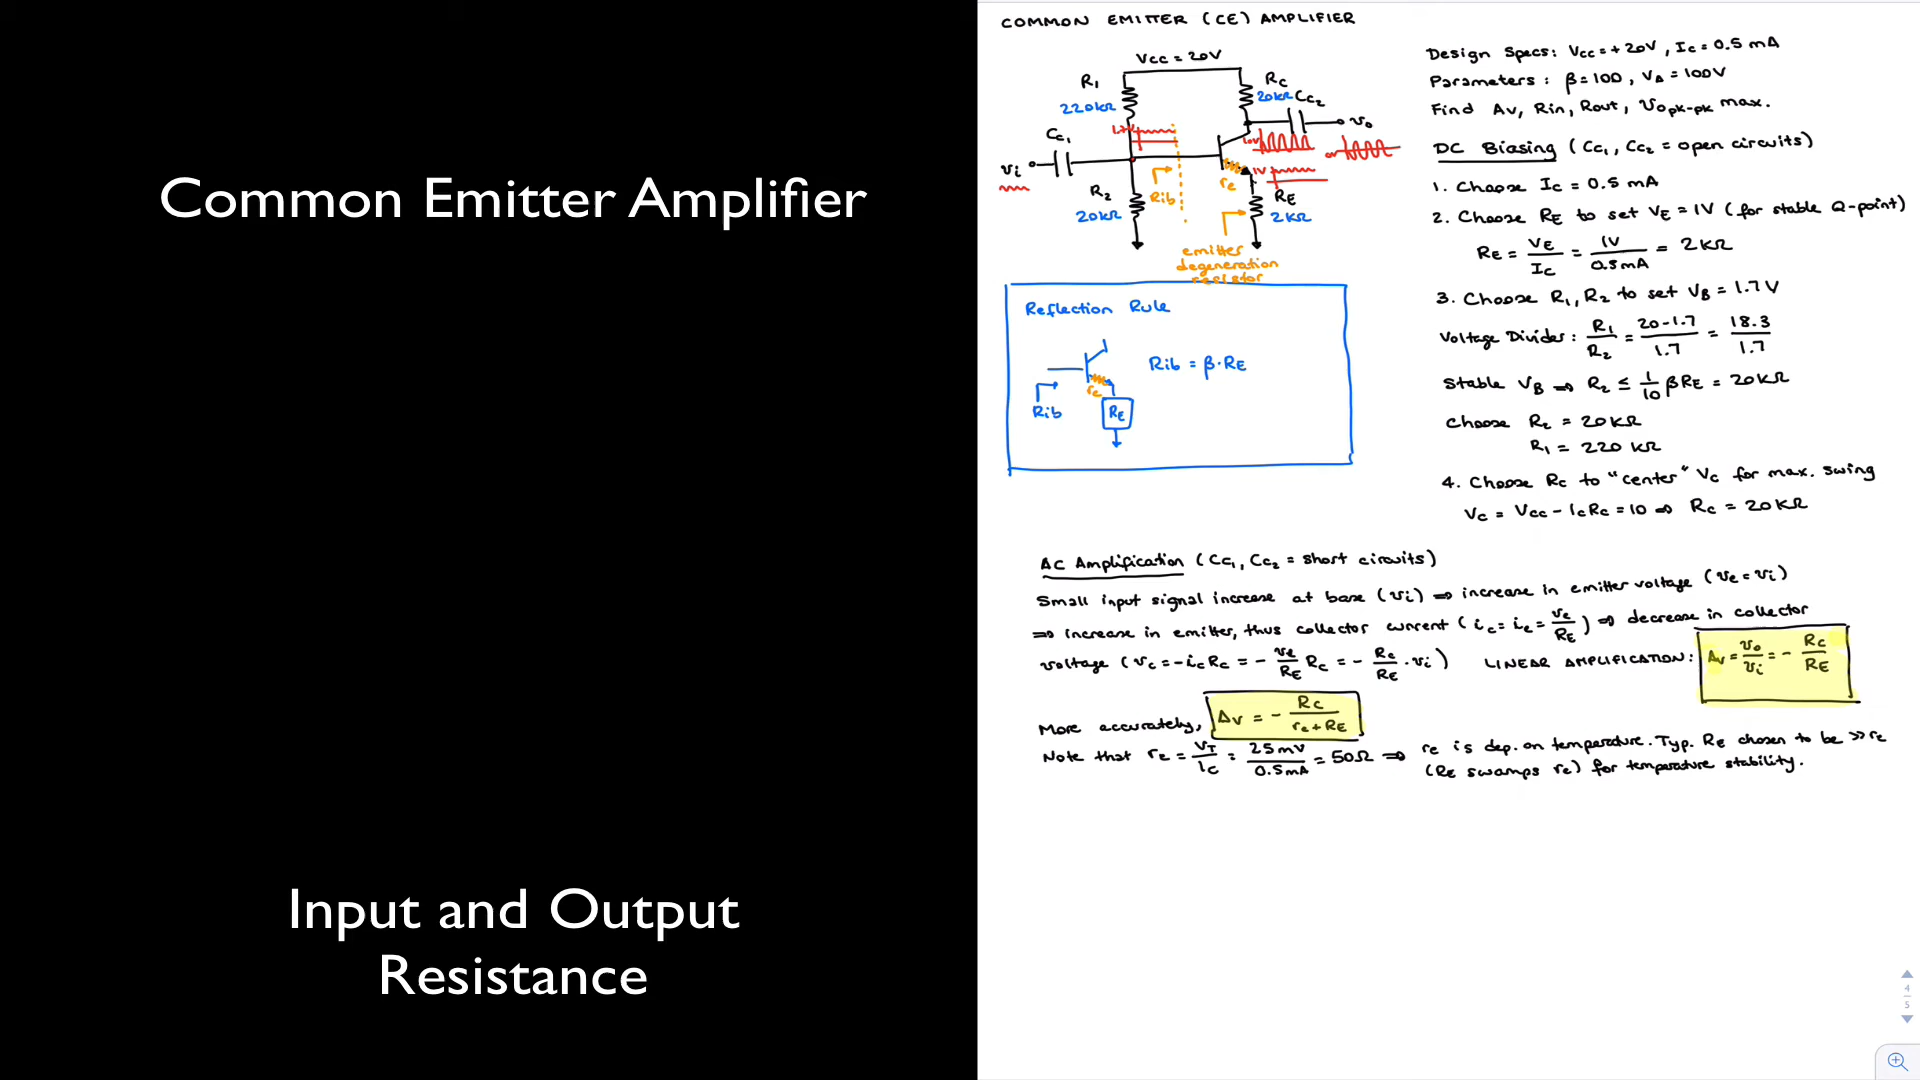 Common Emitter Amplifier
Input and Output
Resistance
COMMON EMITTER (CE) AMPLIFIER
Vcc = 20V
R1
220kΩ
Rc
20kΩ
Cc2
vo
Cc1
vi
1.7V
10V
0V
1V
re
Rib
R2
20kΩ
RE
2kΩ
emitter
degeneration
resistor
Reflection Rule
Rib = β·RE
re
Rib
RE
Design Specs: Vcc = +20V, Ic = 0.5 mA
Parameters: β = 100, VA = 100V
Find Av, Rin, Rout, vo pk-pk max.
DC Biasing (Cc1, Cc2 = open circuits)
1. Choose Ic = 0.5 mA
2. Choose RE to set VE = 1V (for stable Q-point)
RE = VE/Ic = 1V/0.5mA = 2kΩ
3. Choose R1, R2 to set VB = 1.7V
Voltage Divider: R1/R2 = 20-1.7/1.7 = 18.3/1.7
Stable VB ⇒ R2 ≤ 1/10 βRE = 20kΩ
Choose R2 = 20kΩ
R1 = 220 kΩ
4. Choose Rc to "center" Vc for max. swing
Vc = Vcc - IcRc = 10 ⇒ Rc = 20kΩ
AC Amplification (Cc1, Cc2 = short circuits)
Small input signal increase at base (vi) ⇒ increase in emitter voltage (ve = vi)
⇒ increase in emitter, thus collector current (ic = ie = ve/RE) ⇒ decrease in collector
voltage (vc = -icRc = - ve/RE Rc = - Rc/RE · vi) LINEAR AMPLIFICATION: Av = vo/vi = - Rc/RE
More accurately, Av = - Rc/re+RE
Note that re = VT/Ic = 25mV/0.5mA = 50Ω ⇒ re is dep. on temperature. Typ. RE chosen to be >> re
(RE swamps re) for temperature stability.
4
5